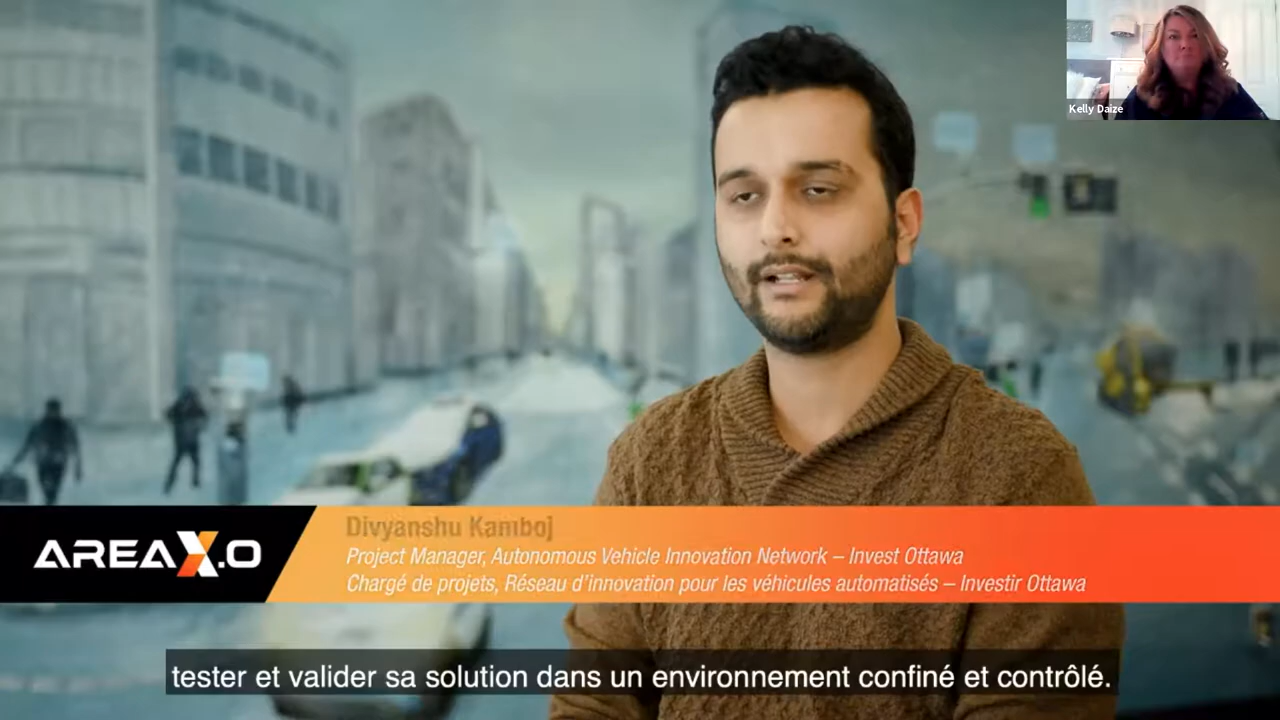 Kelly Daize
AREA X.O
Divyanshu Kamboj
Project Manager, Autonomous Vehicle Innovation Network – Invest Ottawa
Chargé de projets, Réseau d'innovation pour les véhicules automatisés – Investir Ottawa
tester et valider sa solution dans un environnement confiné et contrôlé.